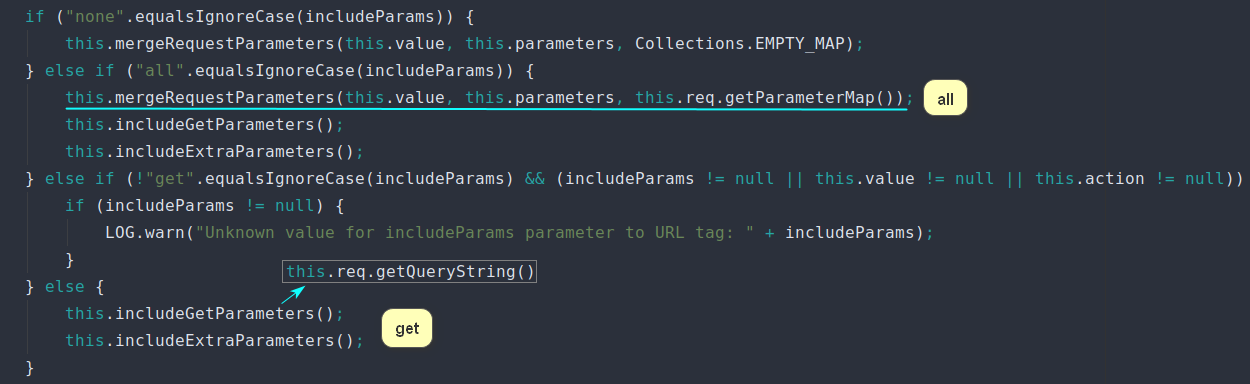 if ("none".equalsIgnoreCase(includeParams)) {
this.mergeRequestParameters(this.value, this.parameters, Collections.EMPTY_MAP);
} else if ("all".equalsIgnoreCase(includeParams)) {
this.mergeRequestParameters(this.value, this.parameters, this.req.getParameterMap());
all
this.includeGetParameters();
this.includeExtraParameters();
} else if (!"get".equalsIgnoreCase(includeParams) && (includeParams != null || this.value != null || this.action != null))
if (includeParams != null) {
LOG.warn("Unknown value for includeParams parameter to URL tag: " + includeParams);
}
this.req.getQueryString()
} else {
this.includeGetParameters();
get
this.includeExtraParameters();
}